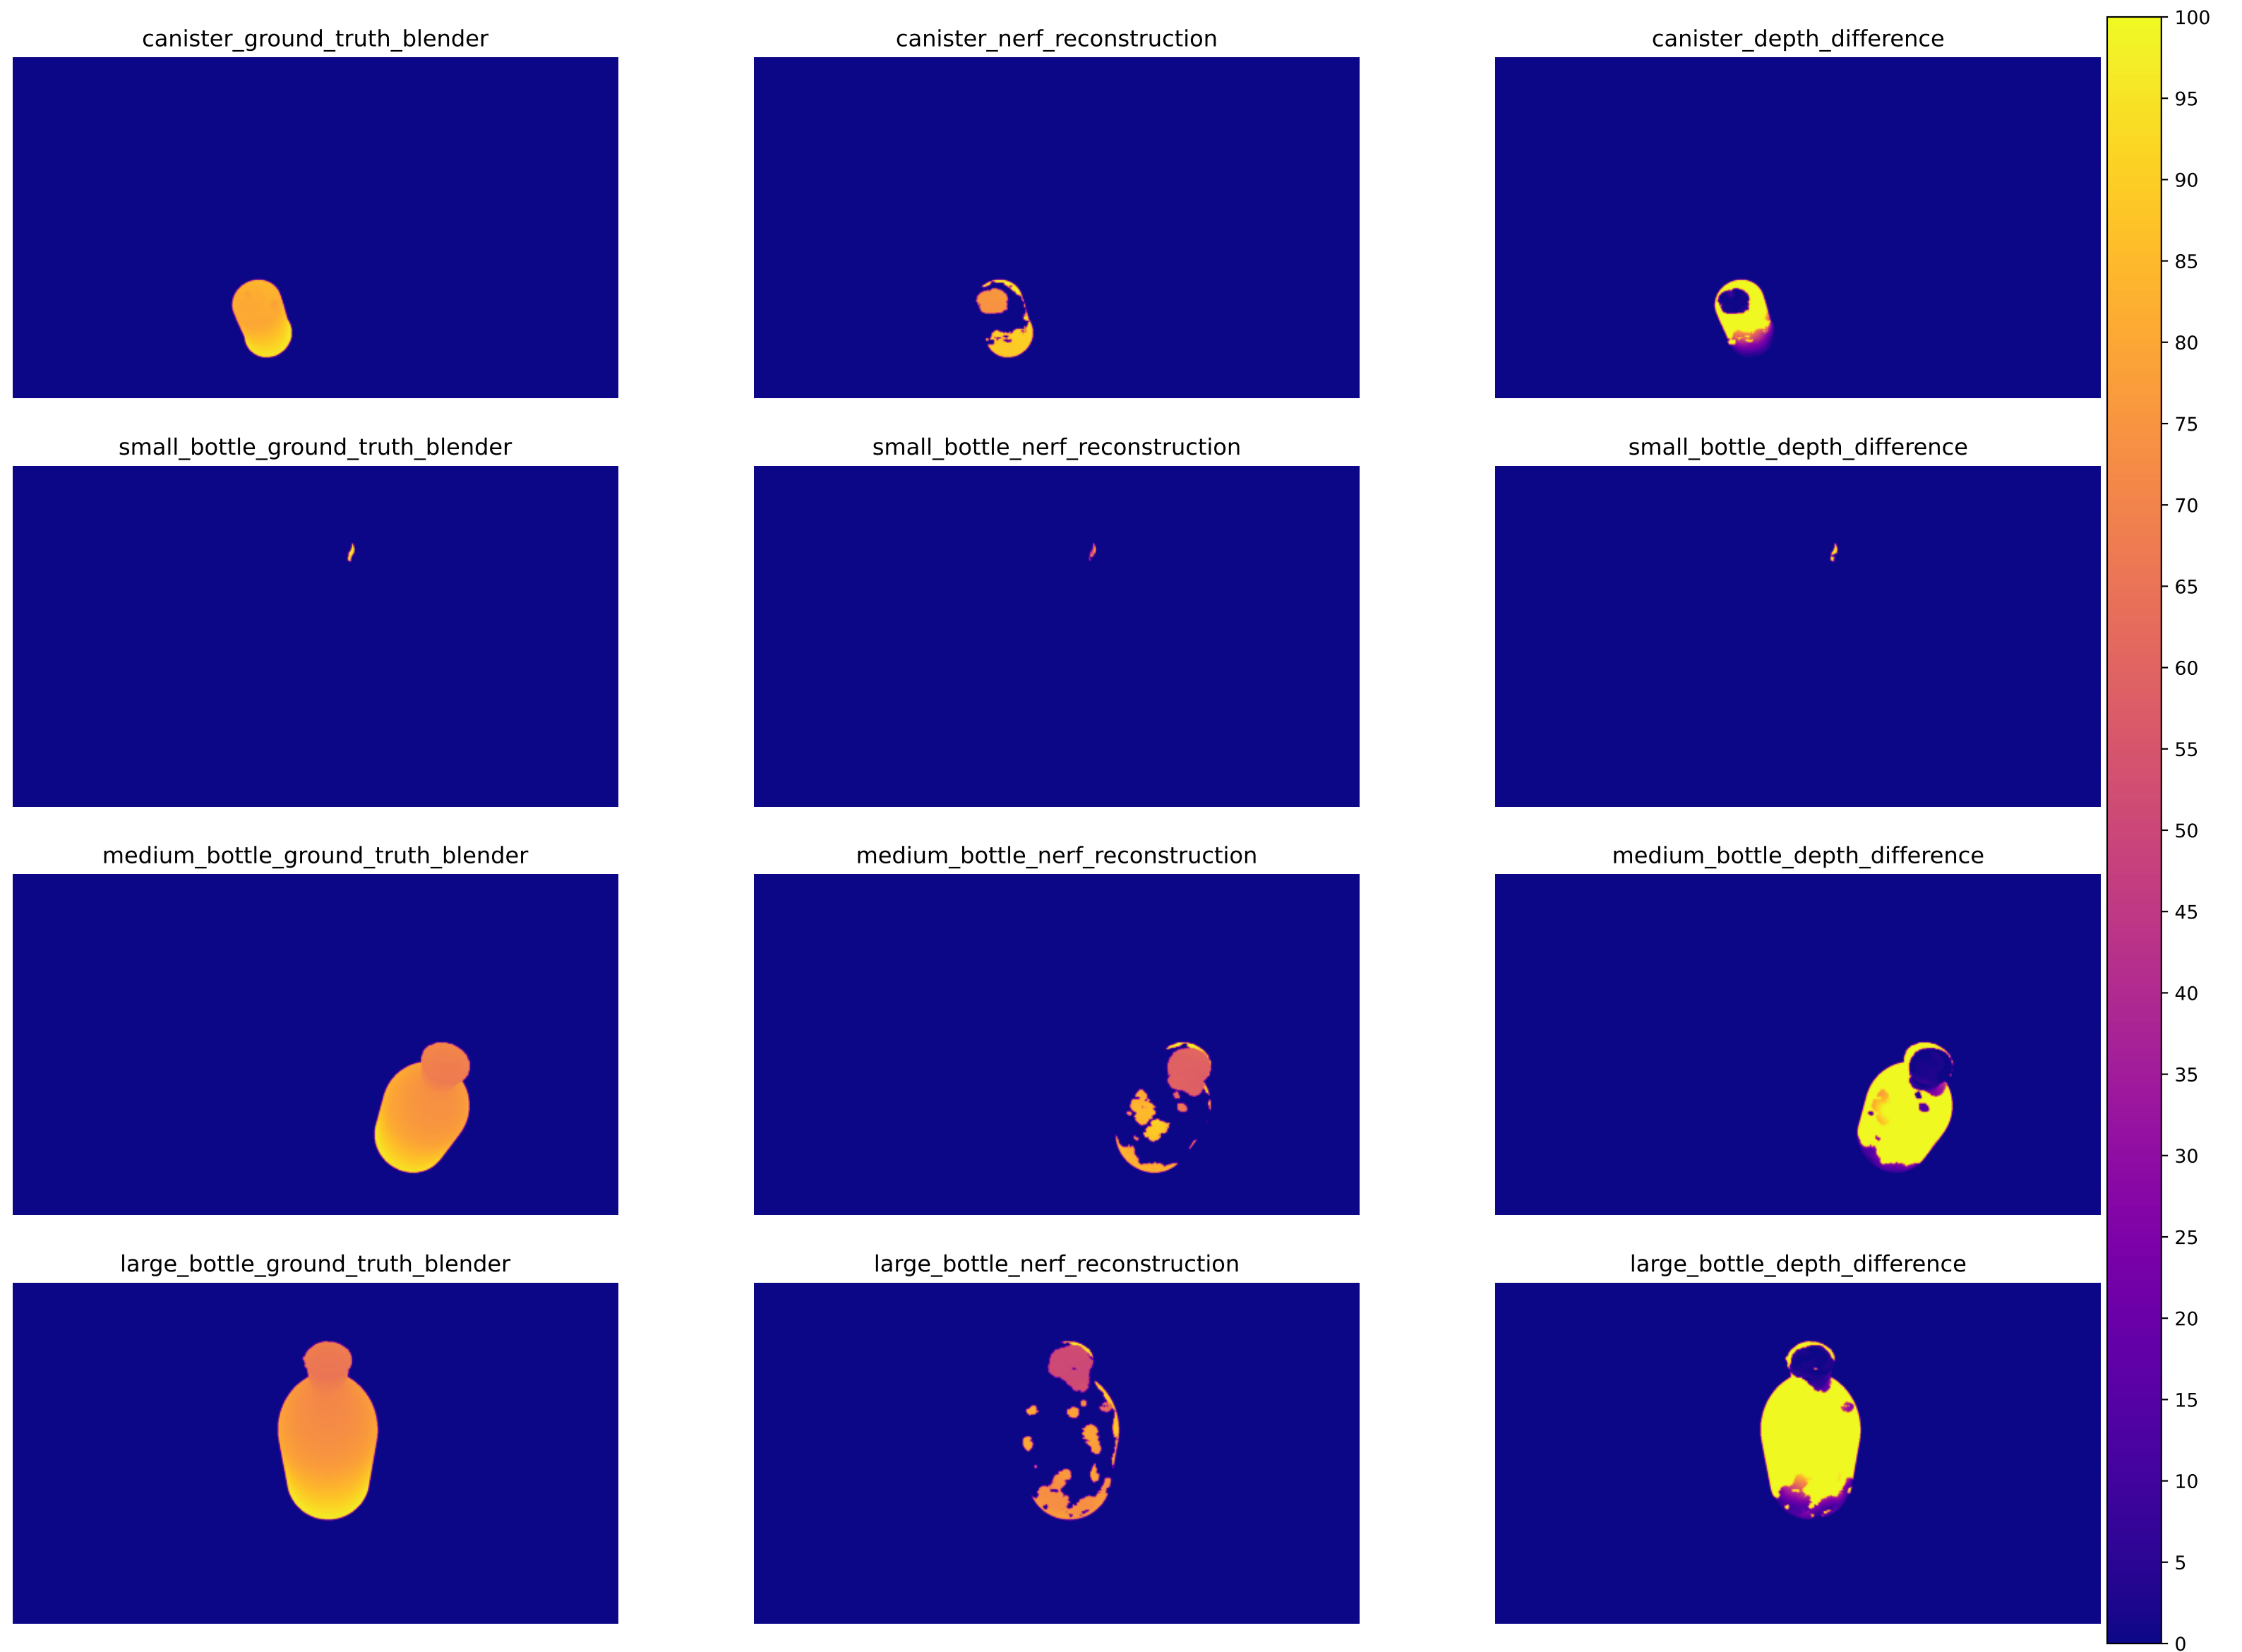 canister_ground_truth_blender
canister_nerf_reconstruction
canister_depth_difference
small_bottle_ground_truth_blender
small_bottle_nerf_reconstruction
small_bottle_depth_difference
medium_bottle_ground_truth_blender
medium_bottle_nerf_reconstruction
medium_bottle_depth_difference
large_bottle_ground_truth_blender
large_bottle_nerf_reconstruction
large_bottle_depth_difference
100
95
90
85
80
75
70
65
60
55
50
45
40
35
30
25
20
15
10
5
0